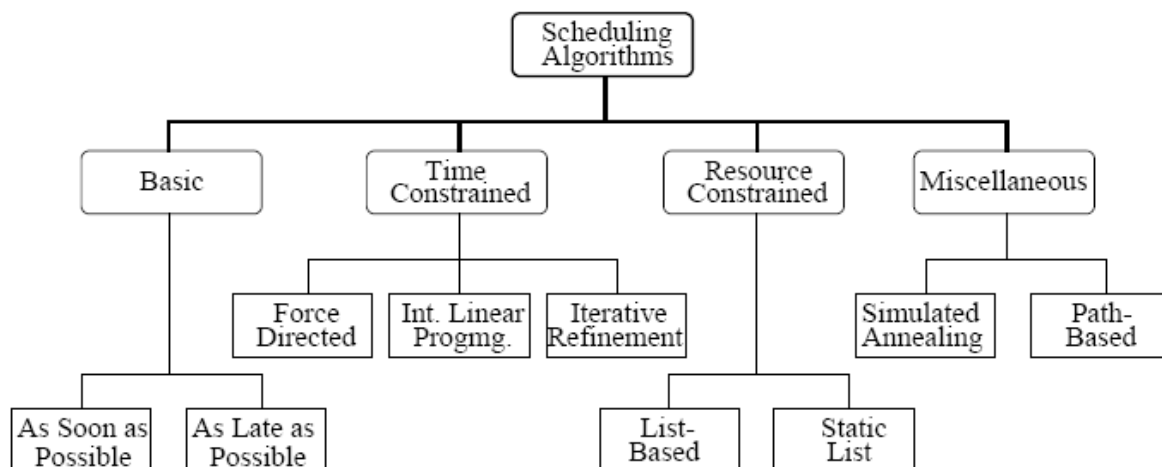 Scheduling
Algorithms
Basic
Time
Constrained
Resource
Constrained
Miscellaneous
Force
Directed
Int. Linear
Progmg.
Iterative
Refinement
Simulated
Annealing
Path-
Based
As Soon as
Possible
As Late as
Possible
List-
Based
Static
List